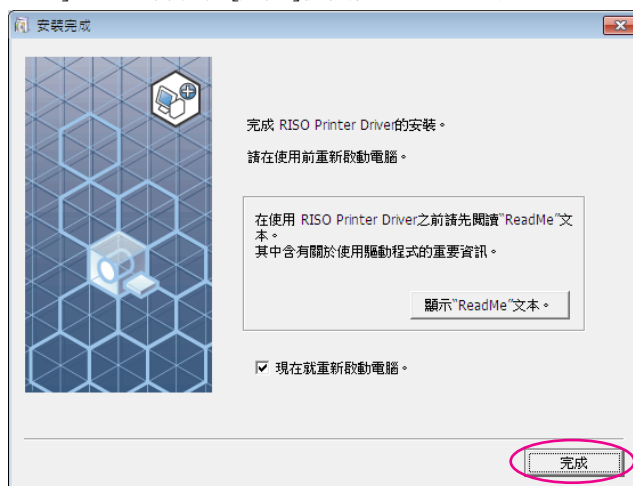 安裝完成
完成 RISO Printer Driver的安裝。
請在使用前重新啟動電腦。
在使用 RISO Printer Driver之前請先閱讀"ReadMe"文
本。
其中含有關於使用驅動程式的重要資訊。
顯示"ReadMe"文本。
現在就重新啟動電腦。
完成